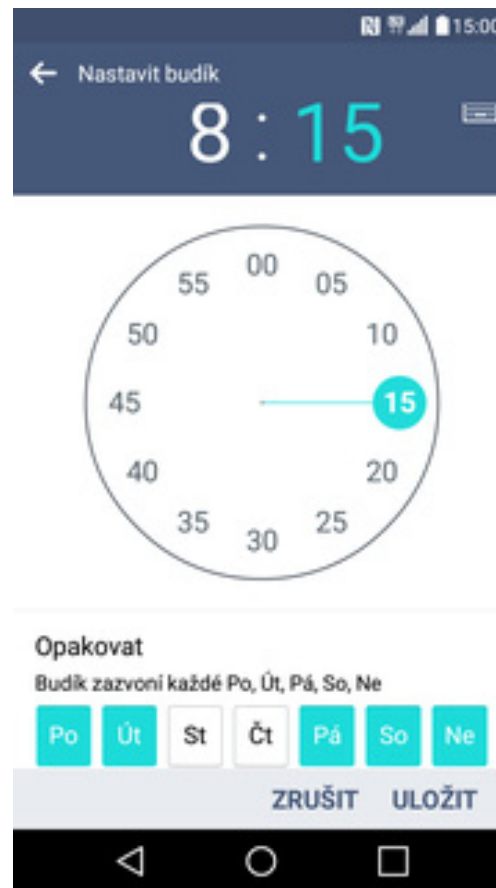 15:00
Nastavit budík
8 : 15
00
55 05
50 10
45 15
40 20
35 25
30
Opakovat
Budík zazvoní každé Po, Út, Pá, So, Ne
Po Út St Čt Pá So Ne
ZRUŠIT ULOŽIT